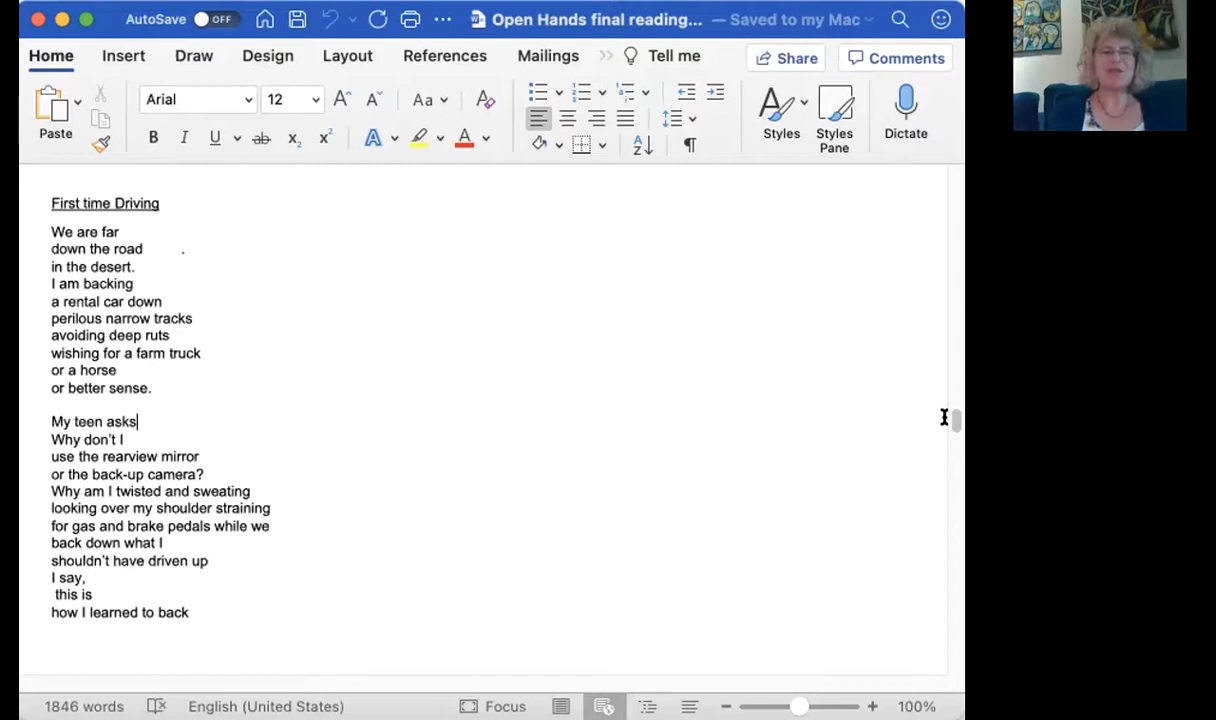 AutoSave OFF Open Hands final reading... — Saved to my Mac
Home Insert Draw Design Layout References Mailings Tell me Share Comments
Paste Arial 12 Styles Styles Pane Dictate
First time Driving
We are far
down the road .
in the desert.
I am backing
a rental car down
perilous narrow tracks
avoiding deep ruts
wishing for a farm truck
or a horse
or better sense.
My teen asks
Why don't I
use the rearview mirror
or the back-up camera?
Why am I twisted and sweating
looking over my shoulder straining
for gas and brake pedals while we
back down what I
shouldn't have driven up
I say,
this is
how I learned to back
1846 words English (United States) Focus 100%